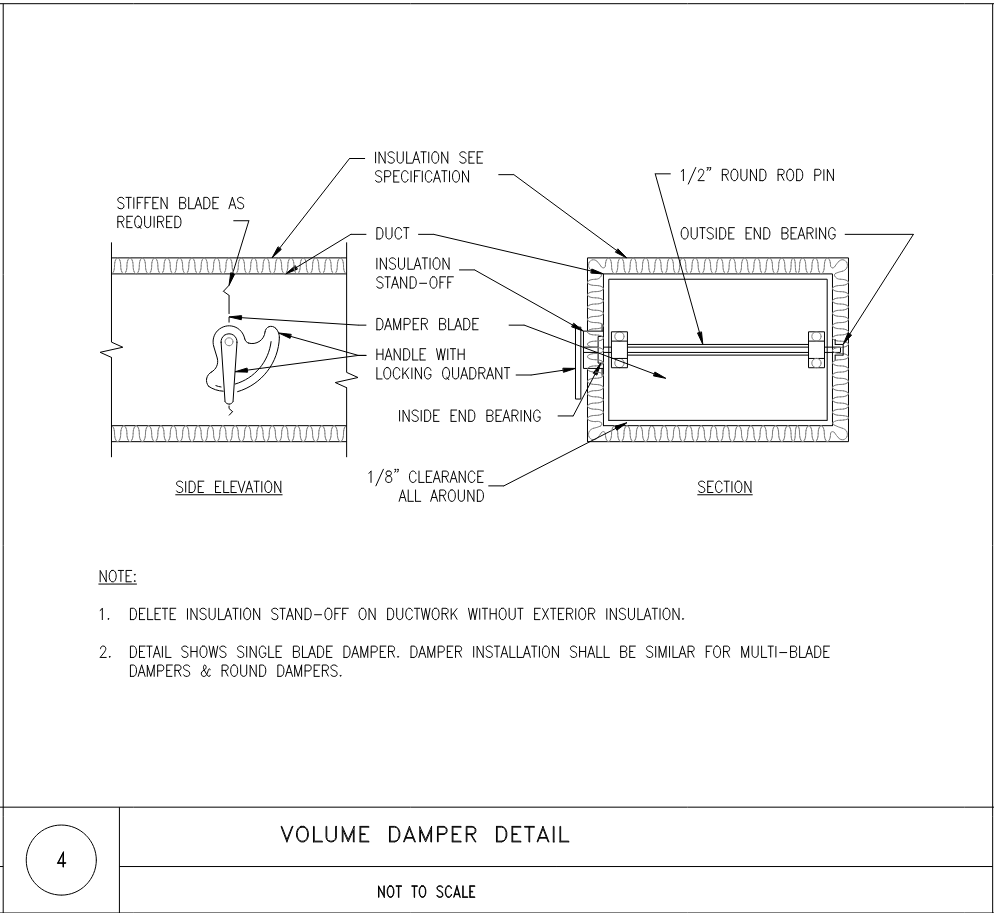 INSULATION SEE
SPECIFICATION
1/2” ROUND ROD PIN
STIFFEN BLADE AS
REQUIRED
DUCT
OUTSIDE END BEARING
INSULATION
STAND-OFF
DAMPER BLADE
HANDLE WITH
LOCKING QUADRANT
INSIDE END BEARING
1/8” CLEARANCE
ALL AROUND
SIDE ELEVATION
SECTION
NOTE:
1. DELETE INSULATION STAND-OFF ON DUCTWORK WITHOUT EXTERIOR INSULATION.
2. DETAIL SHOWS SINGLE BLADE DAMPER. DAMPER INSTALLATION SHALL BE SIMILAR FOR MULTI-BLADE
DAMPERS & ROUND DAMPERS.
4
VOLUME DAMPER DETAIL
NOT TO SCALE